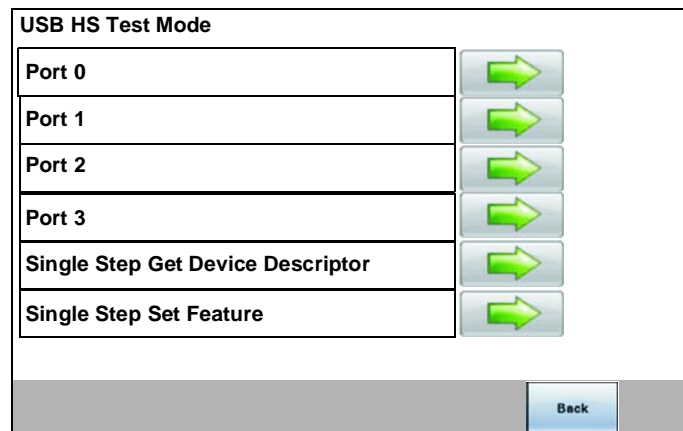 USB HS Test Mode
Port 0
Port 1
Port 2
Port 3
Single Step Get Device Descriptor
Single Step Set Feature
Back